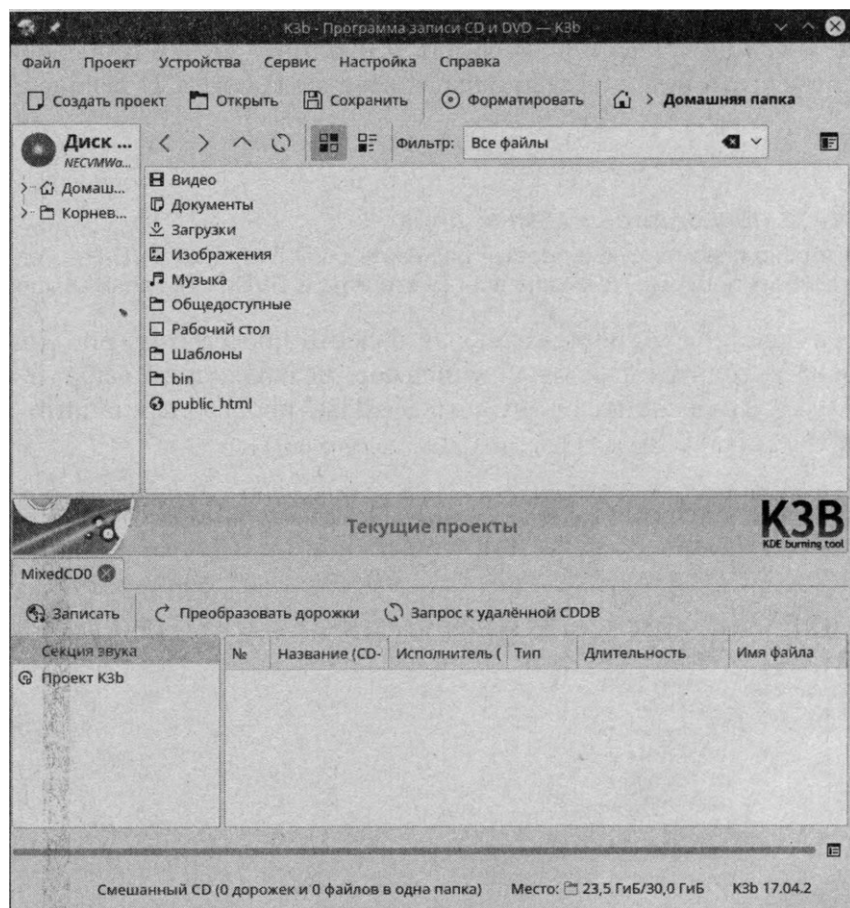 K3b - Программа записи CD и DVD — K3b
Файл Проект Устройства Сервис Настройка Справка
Создать проект Открыть Сохранить Форматировать > Домашняя папка
Диск ...
NECVMWa...
Фильтр: Все файлы
Домаш...
Корнев...
Видео
Документы
Загрузки
Изображения
Музыка
Общедоступные
Рабочий стол
Шаблоны
bin
public_html
Текущие проекты
K3B
KDE burning tool
MixedCD0
Записать Преобразовать дорожки Запрос к удалённой CDDB
Секция звука
Проект K3b
№ Название (CD- Исполнитель ( Тип Длительность Имя файла
Смешанный CD (0 дорожек и 0 файлов в одна папка) Место: 23,5 ГиБ/30,0 ГиБ K3b 17.04.2